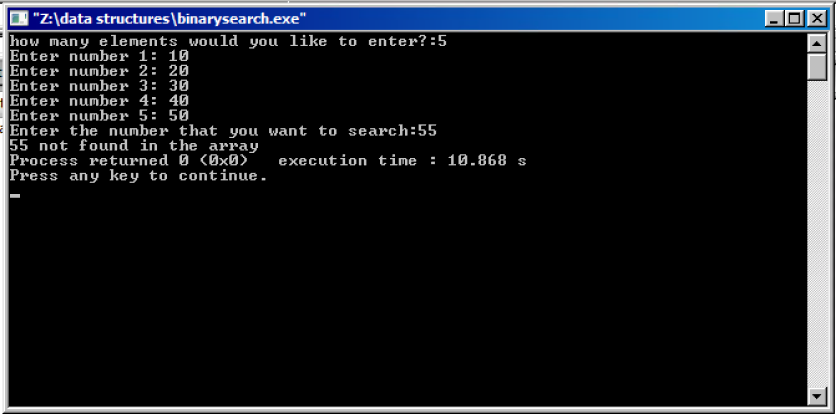 "Z:\data structures\binarysearch.exe"
how many elements would you like to enter?:5
Enter number 1: 10
Enter number 2: 20
Enter number 3: 30
Enter number 4: 40
Enter number 5: 50
Enter the number that you want to search:55
55 not found in the array
Process returned 0 (0x0)   execution time : 10.868 s
Press any key to continue.